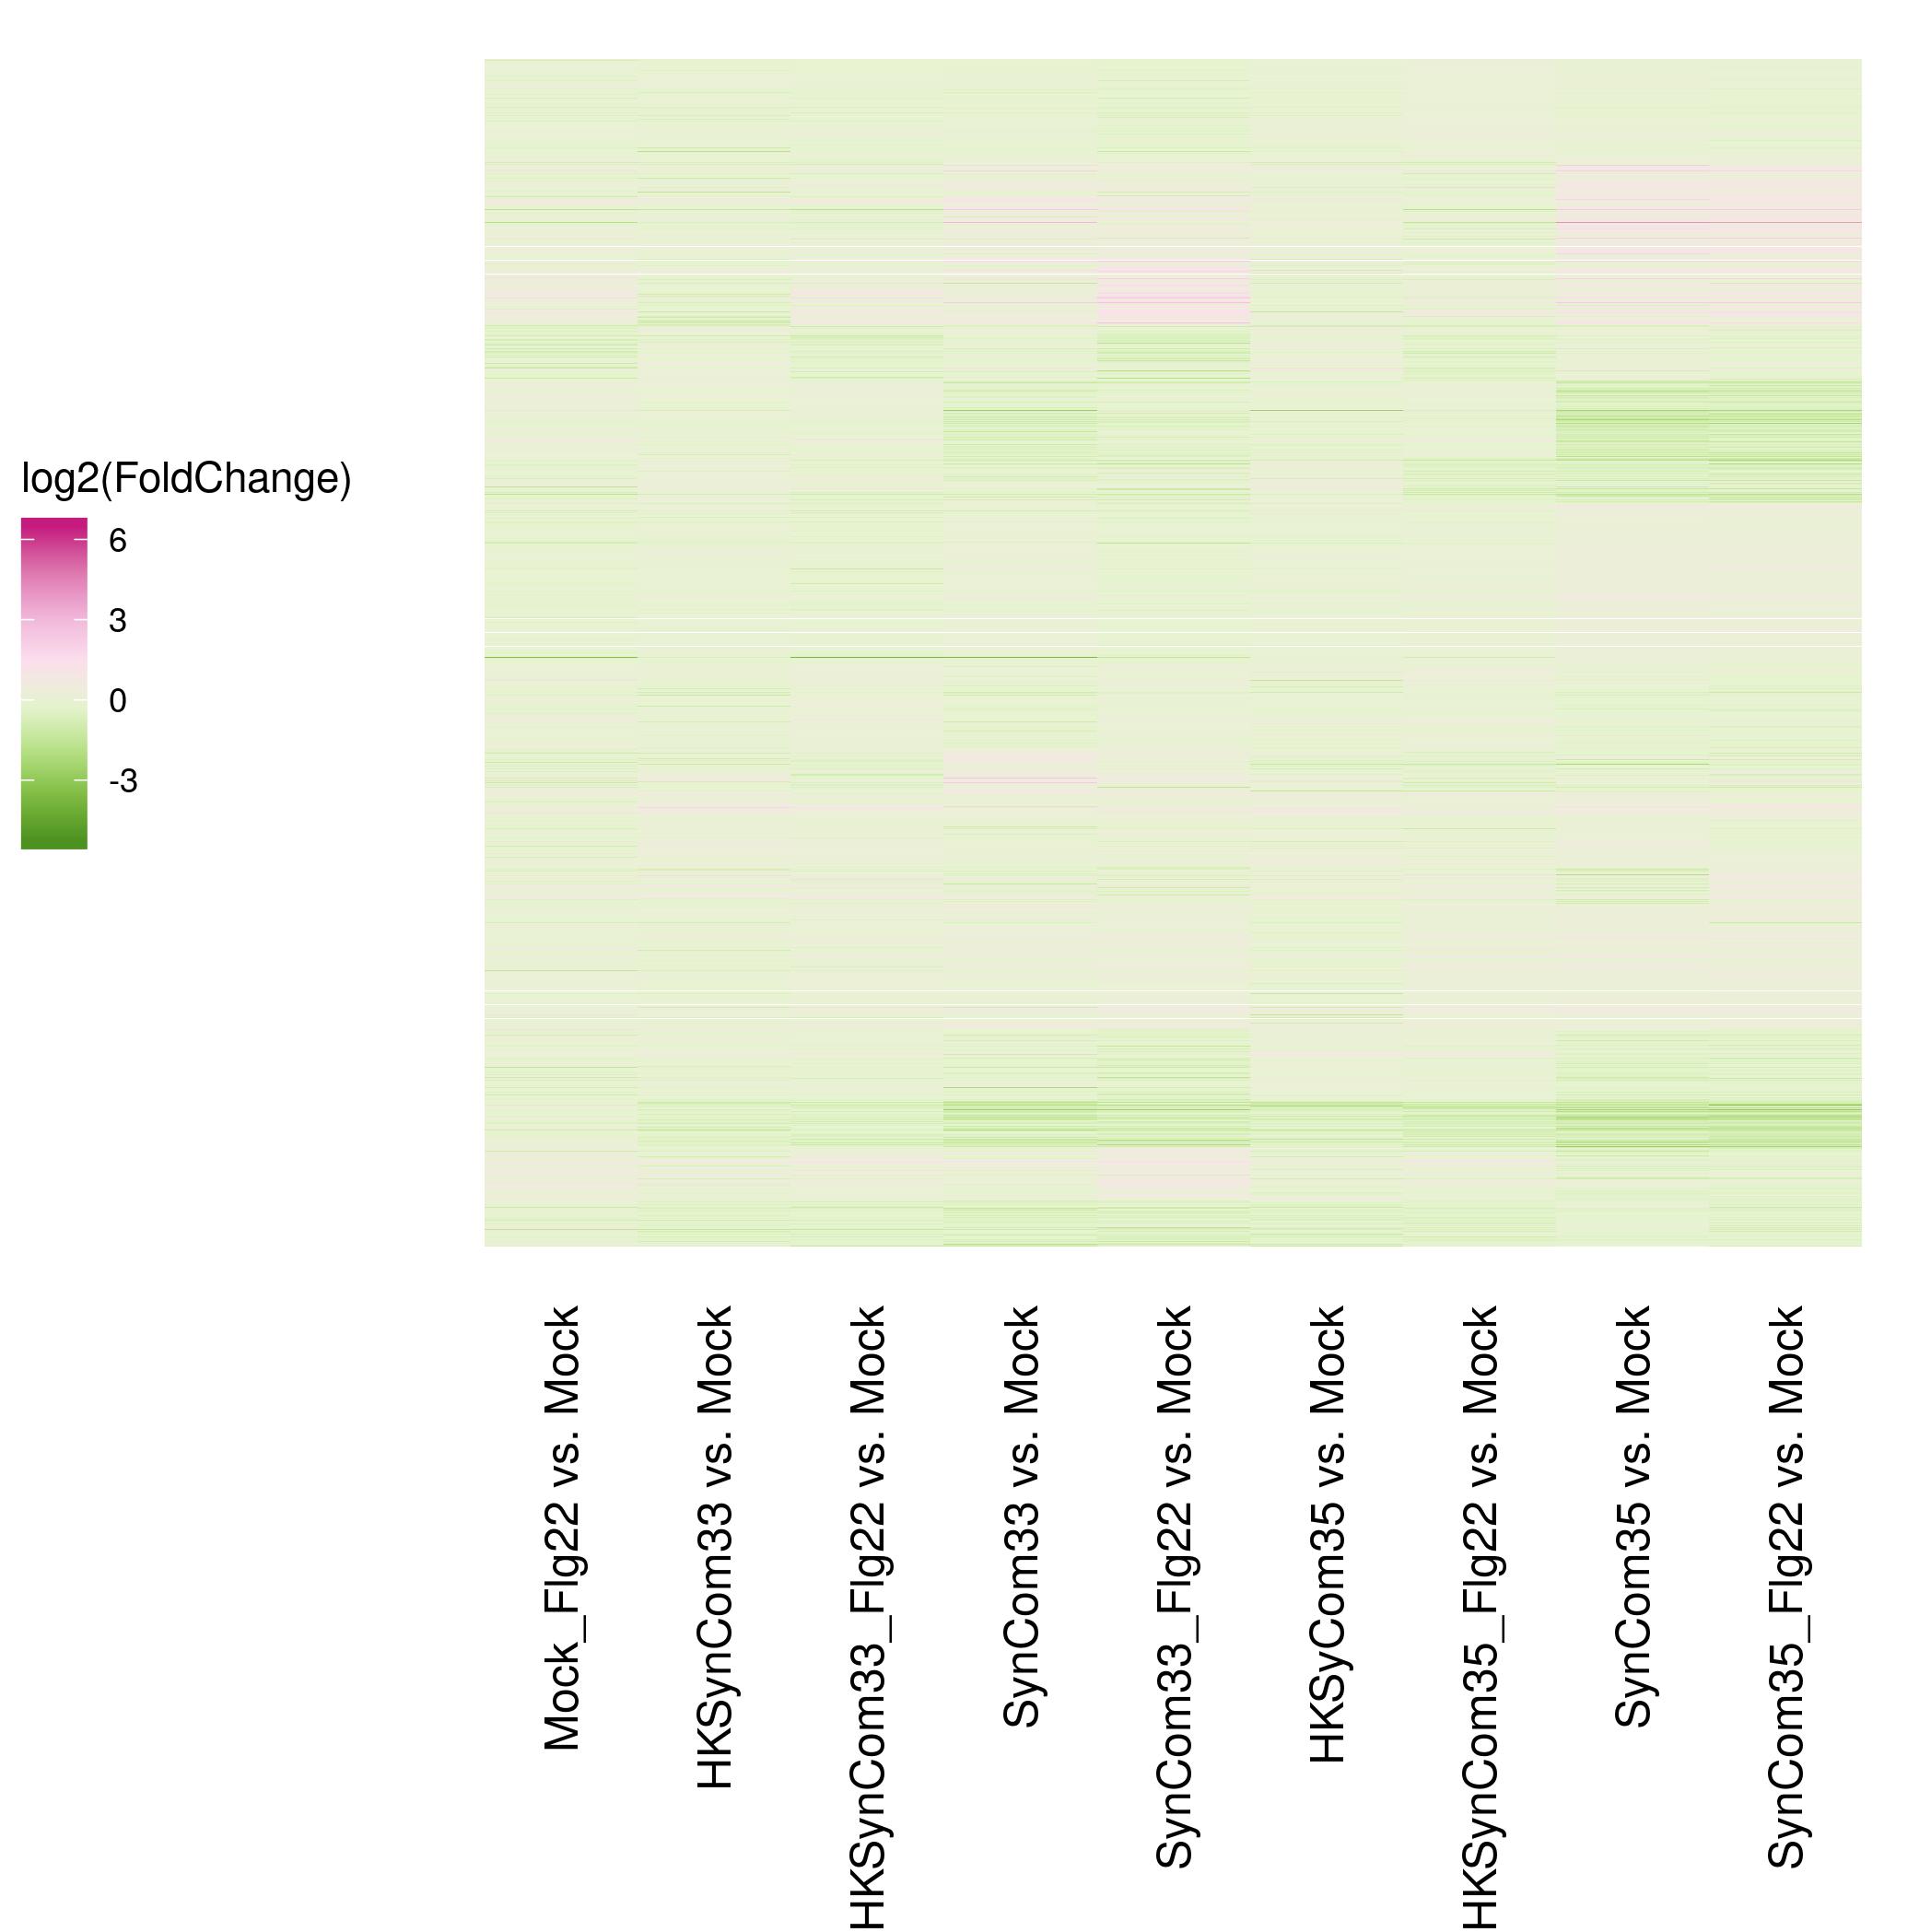 log2(FoldChange)
6
3
0
-3
Mock_Flg22 vs. Mock
HKSynCom33 vs. Mock
HKSynCom33_Flg22 vs. Mock
SynCom33 vs. Mock
SynCom33_Flg22 vs. Mock
HKSyCom35 vs. Mock
HKSynCom35_Flg22 vs. Mock
SynCom35 vs. Mock
SynCom35_Flg22 vs. Mock